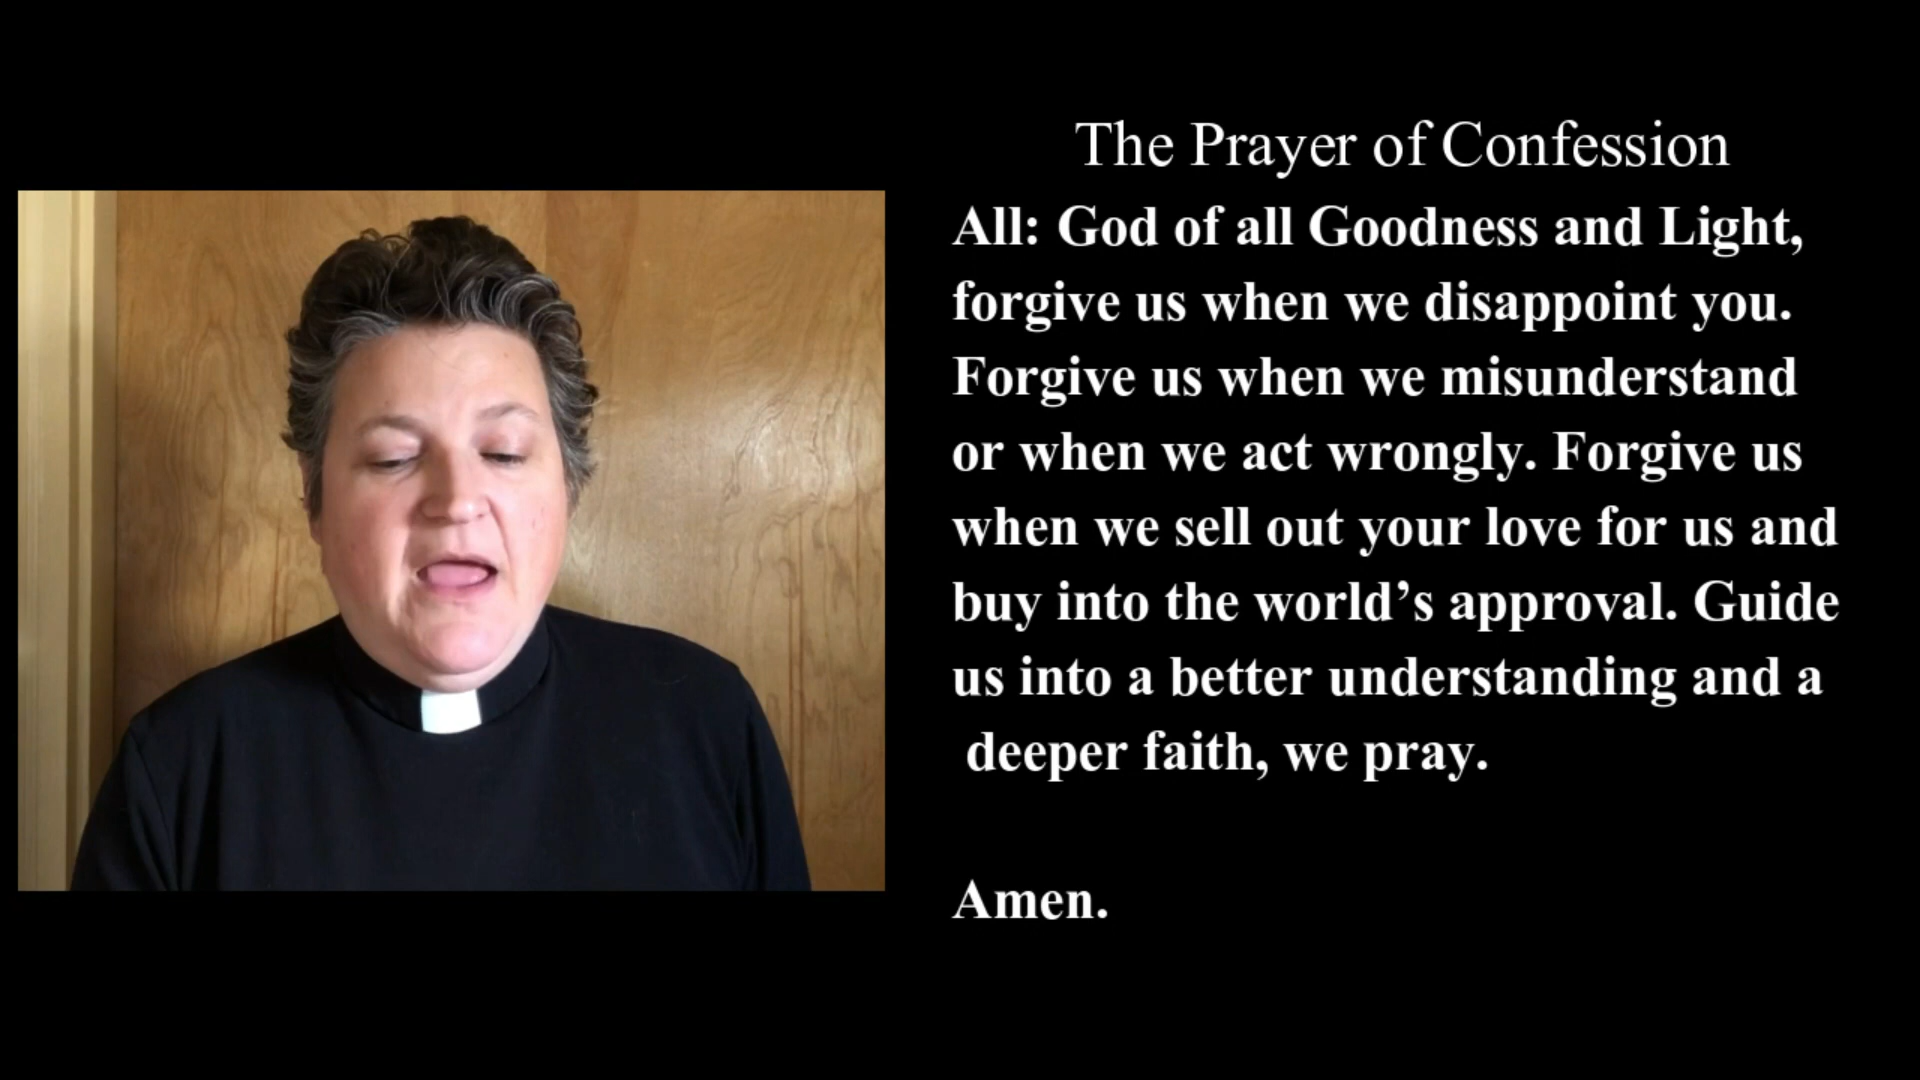 The Prayer of Confession
All: God of all Goodness and Light,
forgive us when we disappoint you.
Forgive us when we misunderstand
or when we act wrongly. Forgive us
when we sell out your love for us and
buy into the world’s approval. Guide
us into a better understanding and a
deeper faith, we pray.
Amen.